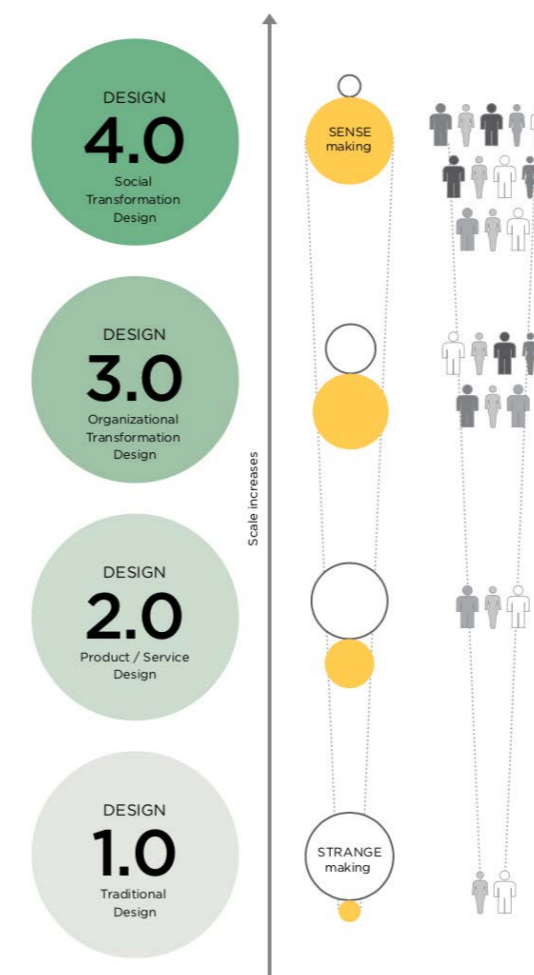 DESIGN
4.0
Social
Transformation
Design
SENSE
making
DESIGN
3.0
Organizational
Transformation
Design
Scale increases
DESIGN
2.0
Product / Service
Design
DESIGN
1.0
Traditional
Design
STRANGE
making